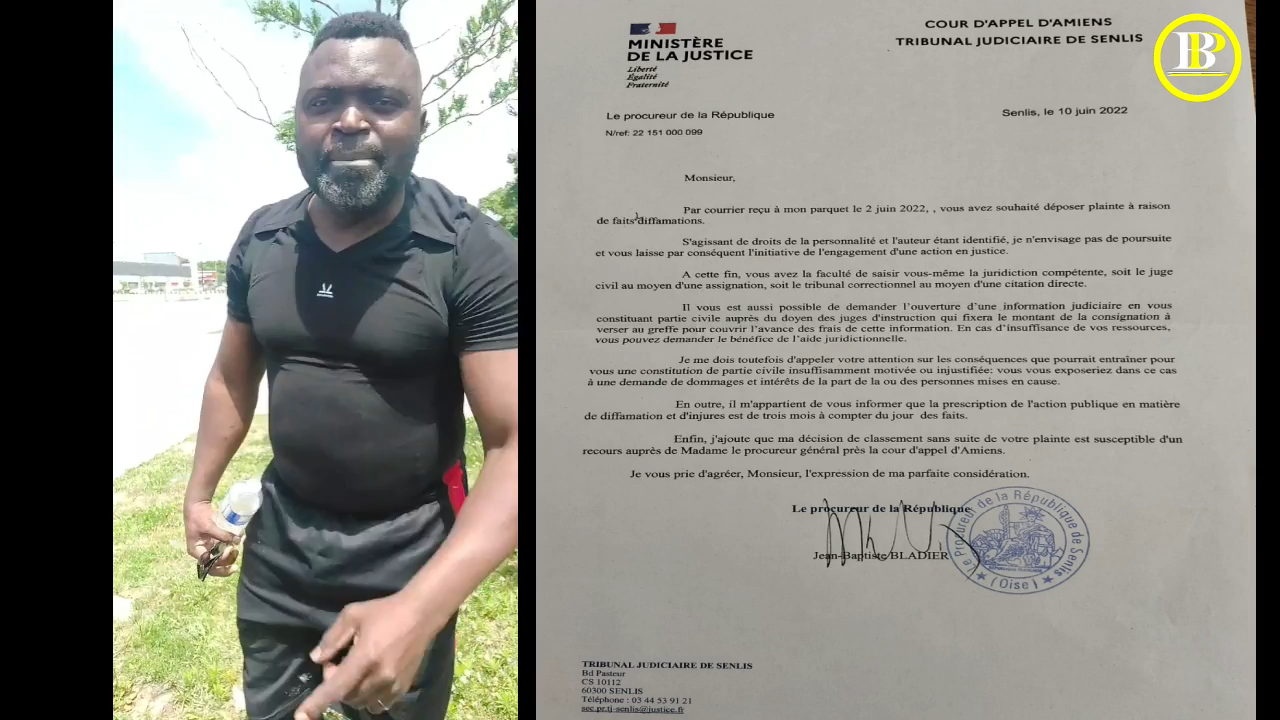 MINISTÈRE
DE LA JUSTICE
Liberté
Égalité
Fraternité
COUR D'APPEL D'AMIENS
TRIBUNAL JUDICIAIRE DE SENLIS
BP
Le procureur de la République
N/ref: 22 151 000 099
Senlis, le 10 juin 2022
Monsieur,
Par courrier reçu à mon parquet le 2 juin 2022, , vous avez souhaité déposer plainte à raison
de faits diffamations.
S'agissant de droits de la personnalité et l'auteur étant identifié, je n'envisage pas de poursuite
et vous laisse par conséquent l'initiative de l'engagement d'une action en justice.
A cette fin, vous avez la faculté de saisir vous-même la juridiction compétente, soit le juge
civil au moyen d'une assignation, soit le tribunal correctionnel au moyen d'une citation directe.
Il vous est aussi possible de demander l'ouverture d'une information judiciaire en vous
constituant partie civile auprès du doyen des juges d'instruction qui fixera le montant de la consignation à
verser au greffe pour couvrir l'avance des frais de cette information. En cas d'insuffisance de vos ressources,
vous pouvez demander le bénéfice de l'aide juridictionnelle.
Je me dois toutefois d'appeler votre attention sur les conséquences que pourrait entraîner pour
vous une constitution de partie civile insuffisamment motivée ou injustifiée: vous vous exposeriez dans ce cas
à une demande de dommages et intérêts de la part de la ou des personnes mises en cause.
En outre, il m'appartient de vous informer que la prescription de l'action publique en matière
de diffamation et d'injures est de trois mois à compter du jour des faits.
Enfin, j'ajoute que ma décision de classement sans suite de votre plainte est susceptible d'un
recours auprès de Madame le procureur général près la cour d'appel d'Amiens.
Je vous prie d'agréer, Monsieur, l'expression de ma parfaite considération.
Le procureur de la République
Jean-Baptiste BLADIER
Le Procureur de la République de Senlis
(Oise)
TRIBUNAL JUDICIAIRE DE SENLIS
Bd Pasteur
CS 10112
60300 SENLIS
Téléphone : 03 44 53 91 21
sec.pr.tj-senlis@justice.fr